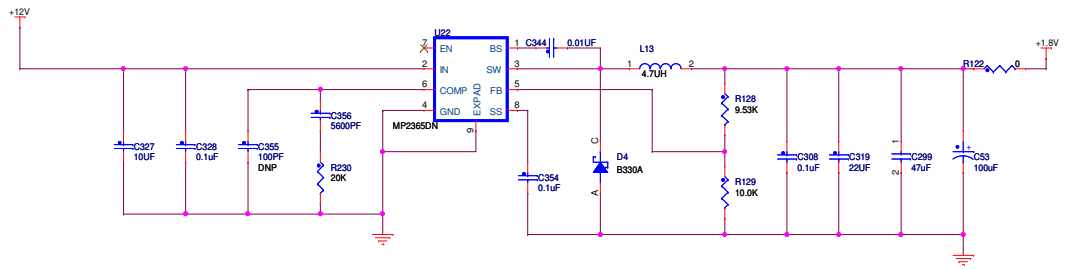 +12V
U22
7
EN
BS
1
C344
0.01UF
L13
+1.8V
2
IN
SW
3
1
2
4.7UH
R122
0
6
COMP
FB
5
4
GND
EXPAD
SS
8
MP2365DN
9
C356
5600PF
R128
9.53K
C327
10UF
C328
0.1uF
C355
100PF
DNP
R230
20K
C354
0.1uF
C
D4
B330A
A
R129
10.0K
C308
0.1uF
C319
22UF
1
C299
47uF
2
+
C53
100uF